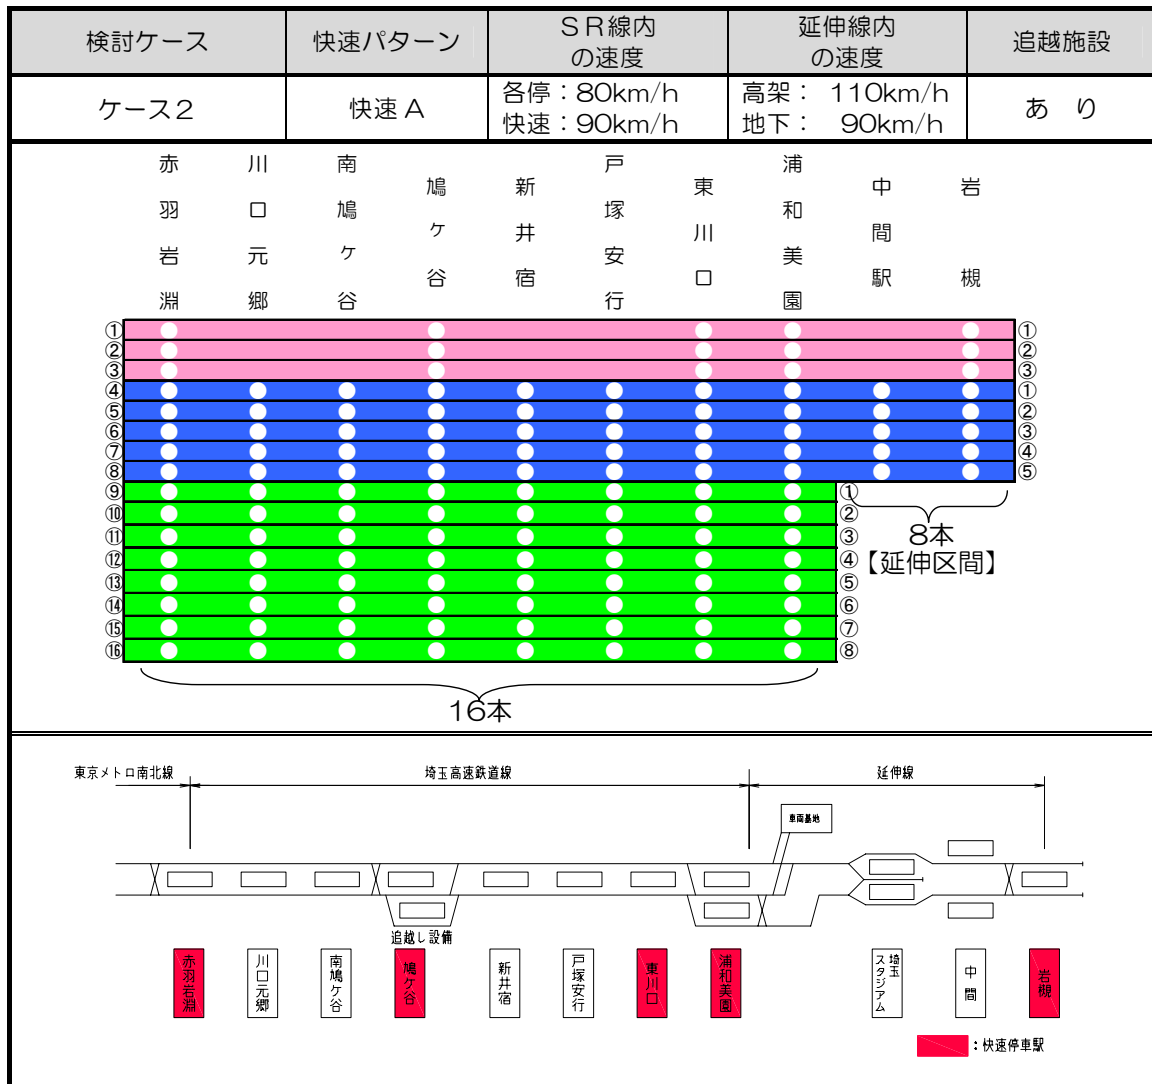 検討ケース
快速パターン
SR線内
の速度
延伸線内
の速度
追越施設
ケース2
快速A
各停：80km/h
快速：90km/h
高架： 110km/h
地下： 90km/h
あ り
赤羽岩淵
川口元郷
南鳩ヶ谷
鳩ヶ谷
新井宿
戸塚安行
東川口
浦和美園
中間駅
岩槻
① ①
② ②
③ ③
④ ①
⑤ ②
⑥ ③
⑦ ④
⑧ ⑤
⑨ ①
⑩ ②
⑪ ③
⑫ ④
⑬ ⑤
⑭ ⑥
⑮ ⑦
⑯ ⑧
8本
【延伸区間】
16本
東京メトロ南北線
埼玉高速鉄道線
延伸線
車両基地
追越し設備
赤羽岩淵
川口元郷
南鳩ケ谷
鳩ケ谷
新井宿
戸塚安行
東川口
浦和美園
埼玉
スタジアム
中間
岩槻
：快速停車駅